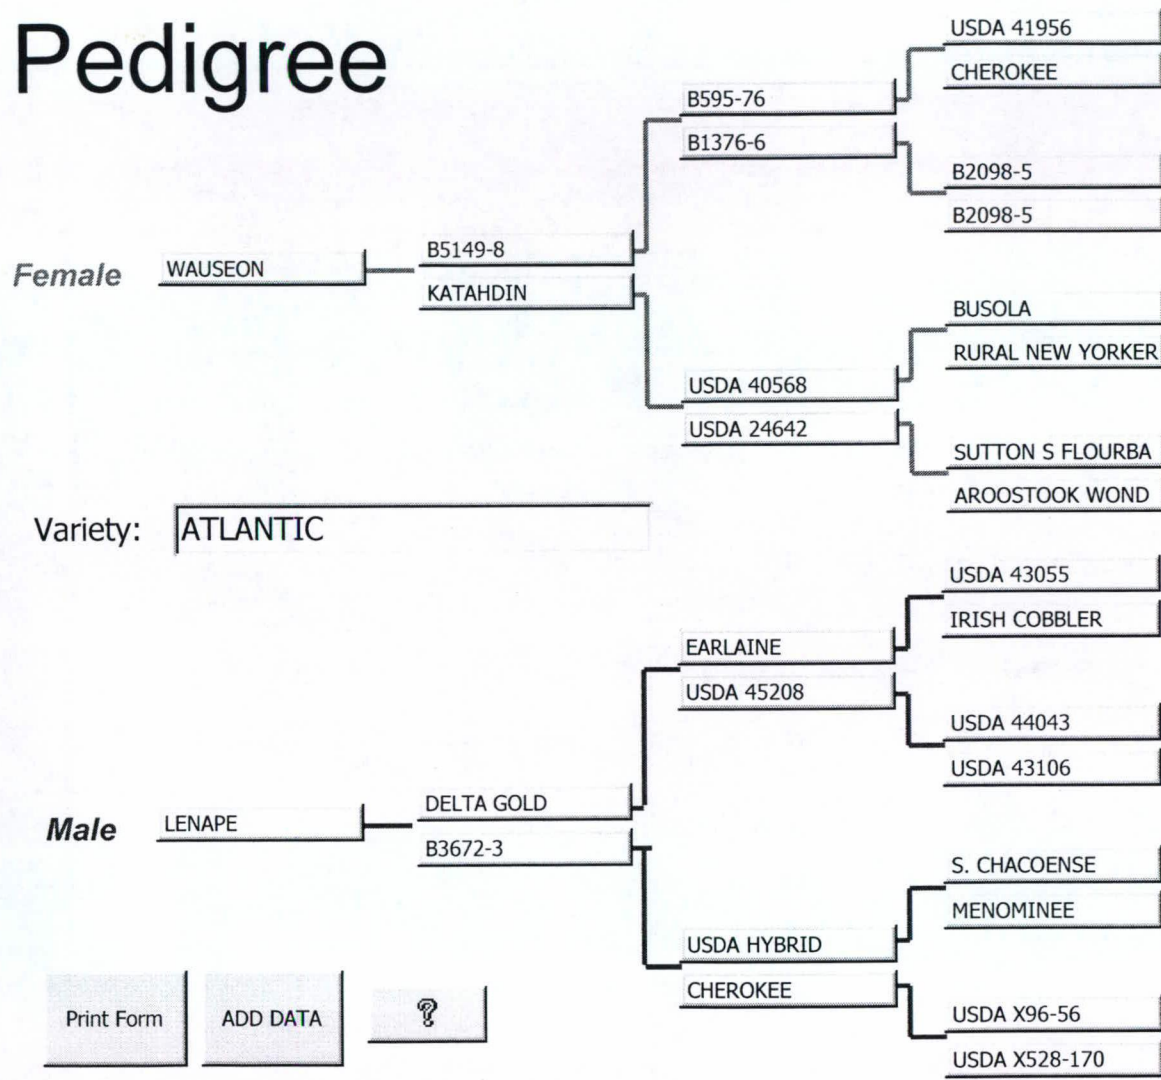 Pedigree
USDA 41956
CHEROKEE
B595-76
B1376-6
B2098-5
B2098-5
B5149-8
Female
WAUSEON
KATAHDIN
BUSOLA
RURAL NEW YORKER
USDA 40568
USDA 24642
SUTTON S FLOURBA
AROOSTOOK WOND
Variety:
ATLANTIC
USDA 43055
IRISH COBBLER
EARLAINE
USDA 45208
USDA 44043
USDA 43106
DELTA GOLD
Male
LENAPE
B3672-3
S. CHACOENSE
MENOMINEE
USDA HYBRID
CHEROKEE
Print Form
ADD DATA
?
USDA X96-56
USDA X528-170